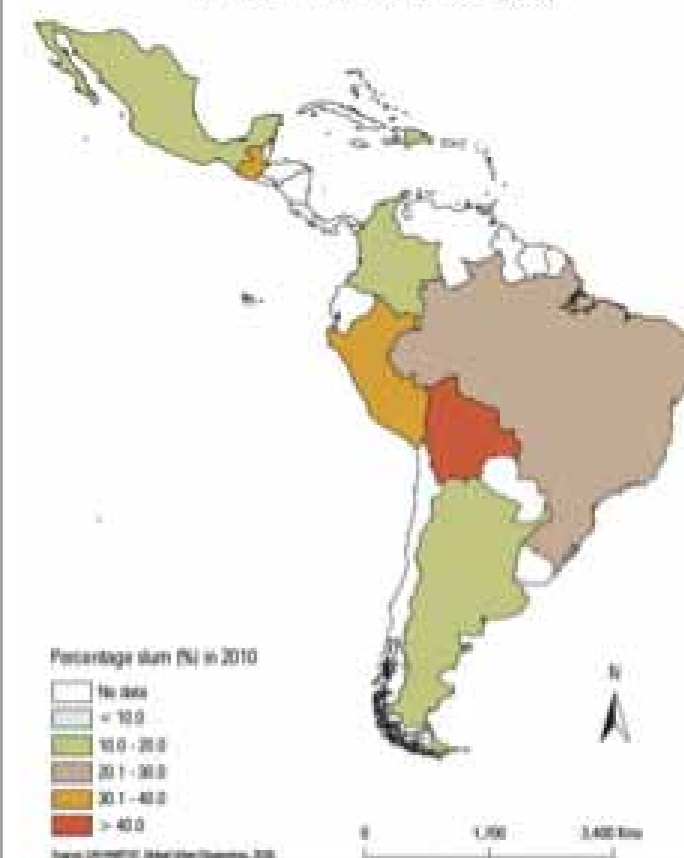 Percentage slum (%) in 2010
No data
< 10.0
10.0 - 20.0
20.1 - 30.0
30.1 - 40.0
> 40.0
N
0 1,700 3,400 Kms